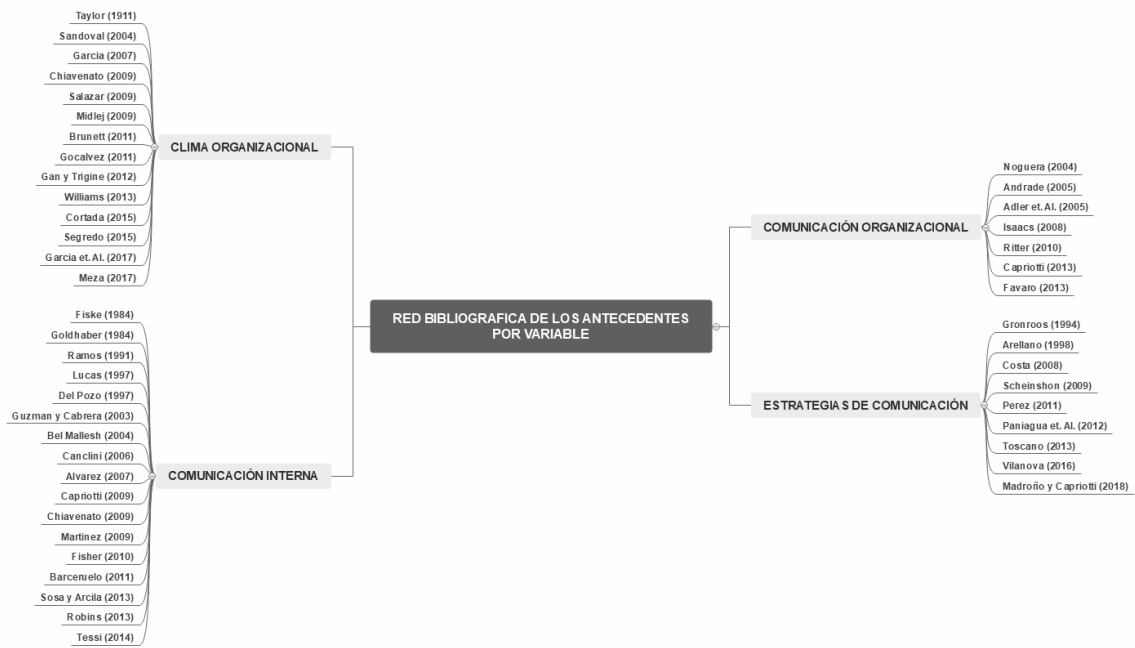 Taylor (1911)
Sandoval (2004)
Garcia (2007)
Chiavenato (2009)
Salazar (2009)
Midlej (2009)
Brunett (2011)
Gocalvez (2011)
Gan y Trigine (2012)
Williams (2013)
Cortada (2015)
Segredo (2015)
Garcia et. Al. (2017)
Meza (2017)
CLIMA ORGANIZACIONAL
Fiske (1984)
Goldhaber (1984)
Ramos (1991)
Lucas (1997)
Del Pozo (1997)
Guzman y Cabrera (2003)
Bel Mallesh (2004)
Canclini (2006)
Alvarez (2007)
Capriotti (2009)
Chiavenato (2009)
Martinez (2009)
Fisher (2010)
Barceruelo (2011)
Sosa y Arcila (2013)
Robins (2013)
Tessi (2014)
COMUNICACIÓN INTERNA
RED BIBLIOGRAFICA DE LOS ANTECEDENTES
POR VARIABLE
COMUNICACIÓN ORGANIZACIONAL
Noguera (2004)
Andrade (2005)
Adler et. Al. (2005)
Isaacs (2008)
Ritter (2010)
Capriotti (2013)
Favaro (2013)
ESTRATEGIAS DE COMUNICACIÓN
Gronroos (1994)
Arellano (1998)
Costa (2008)
Scheinshon (2009)
Perez (2011)
Paniagua et. Al. (2012)
Toscano (2013)
Vilanova (2016)
Madroño y Capriotti (2018)